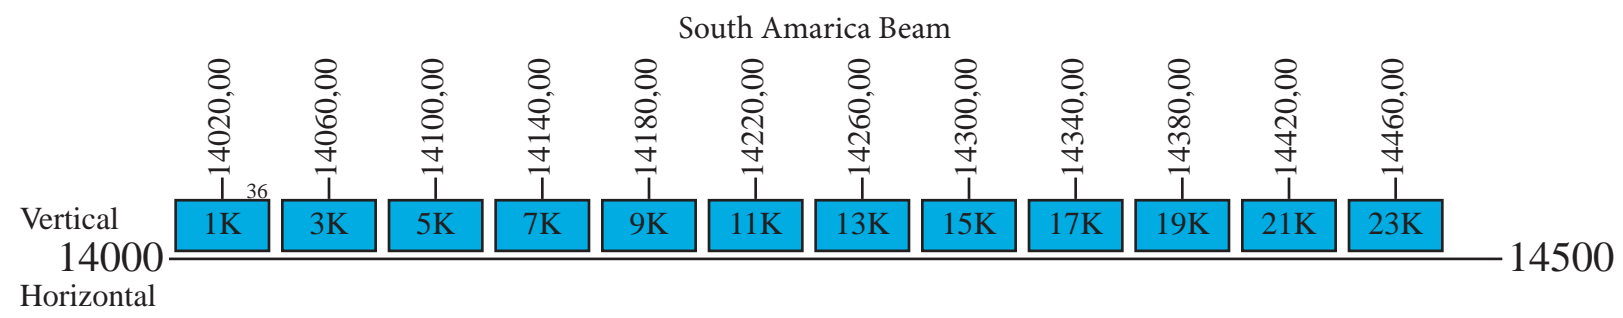 South Amarica Beam
14020,00 14060,00 14100,00 14140,00 14180,00 14220,00 14260,00 14300,00 14340,00 14380,00 14420,00 14460,00
36
Vertical 1K 3K 5K 7K 9K 11K 13K 15K 17K 19K 21K 23K
14000 14500
Horizontal